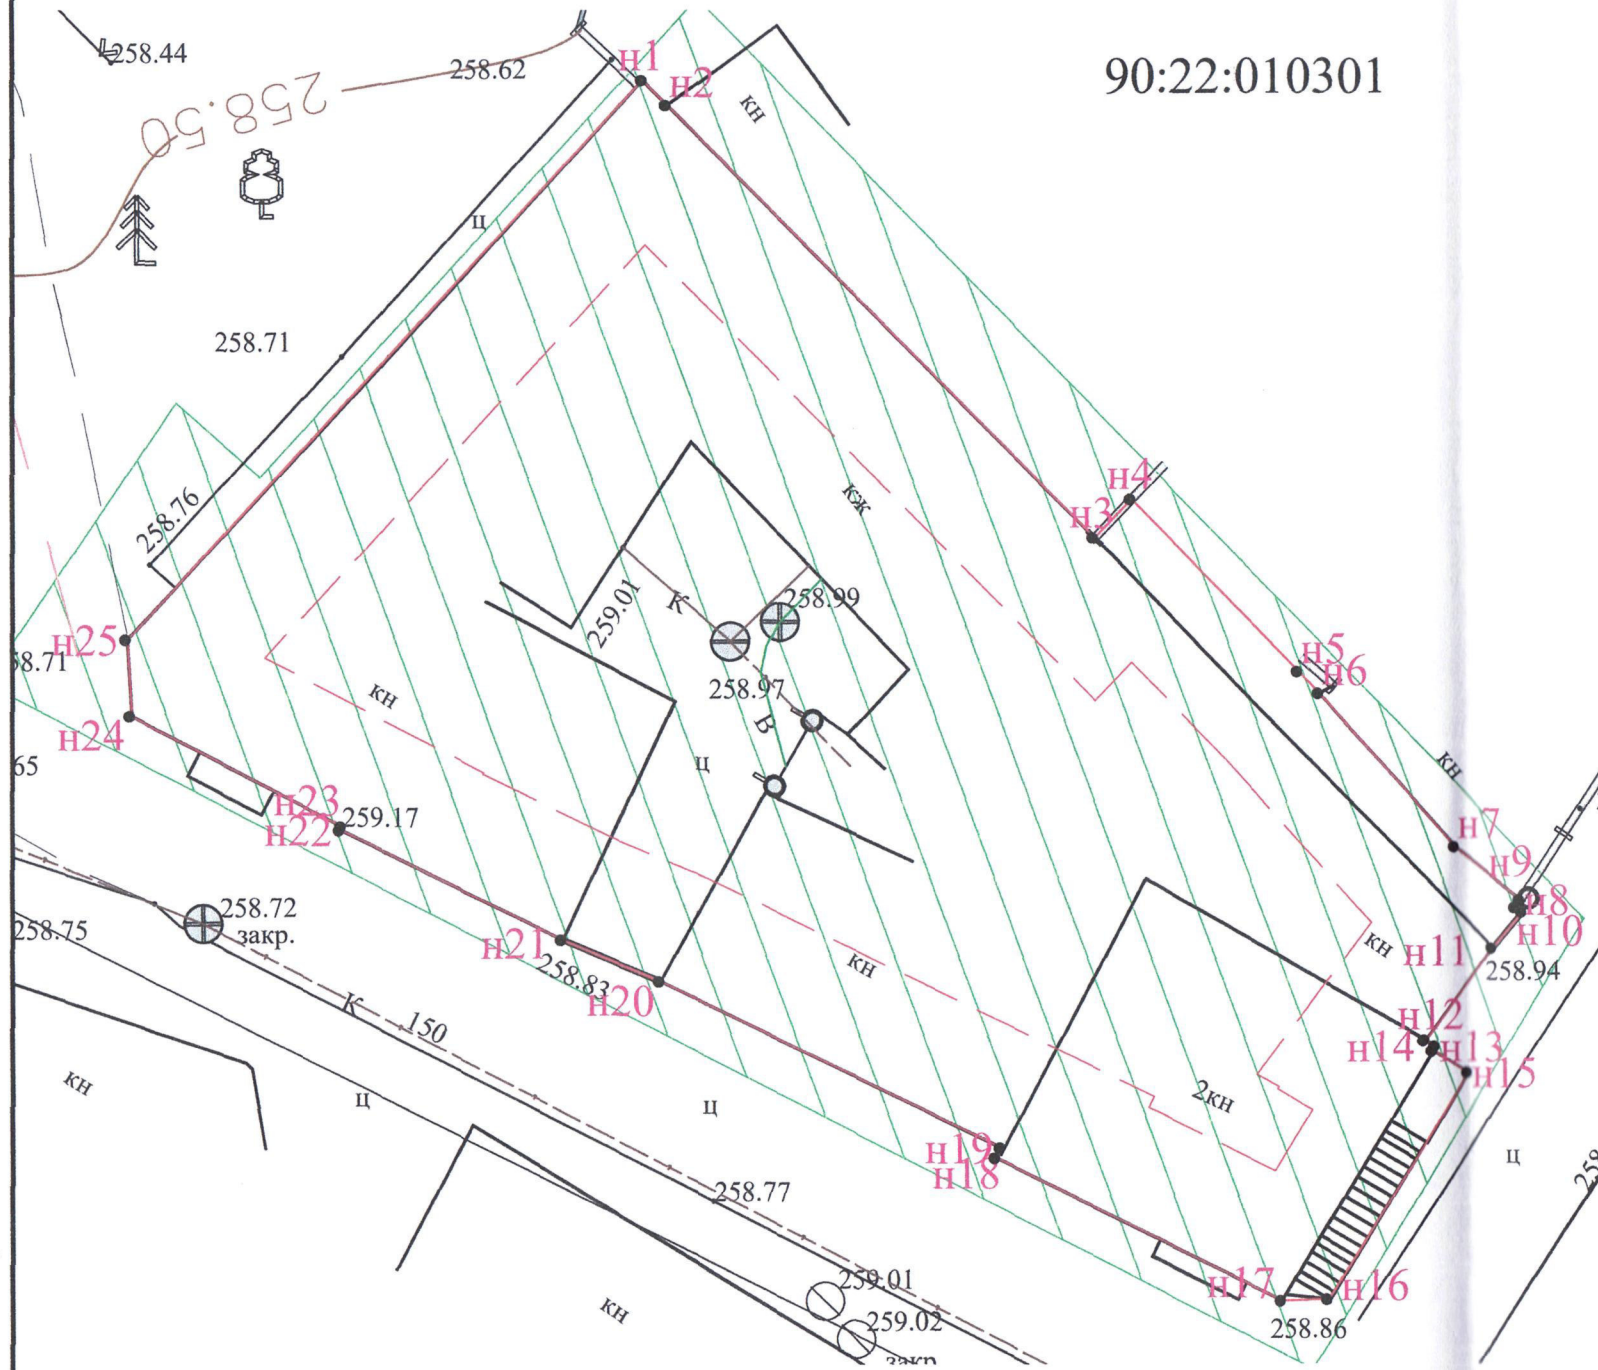 258.44
258.62
н1
н2
90:22:010301
258.50
кн
ц
258.71
258.76
кж
н4
н3
259.01
К
258.99
н25
58.71
н5
н6
258.97
кн
В
н24
ц
65
кн
н23
259.17
н22
н7
н9
н8
258.72
закр.
258.75
н10
н21
258.83
н20
кн
кн
н11
258.94
К
150
н12
н14
н13
н15
кн
ц
ц
2кн
н19
н18
ц
258
258.77
н17
н16
259.01
кн
259.02
258.86
закр